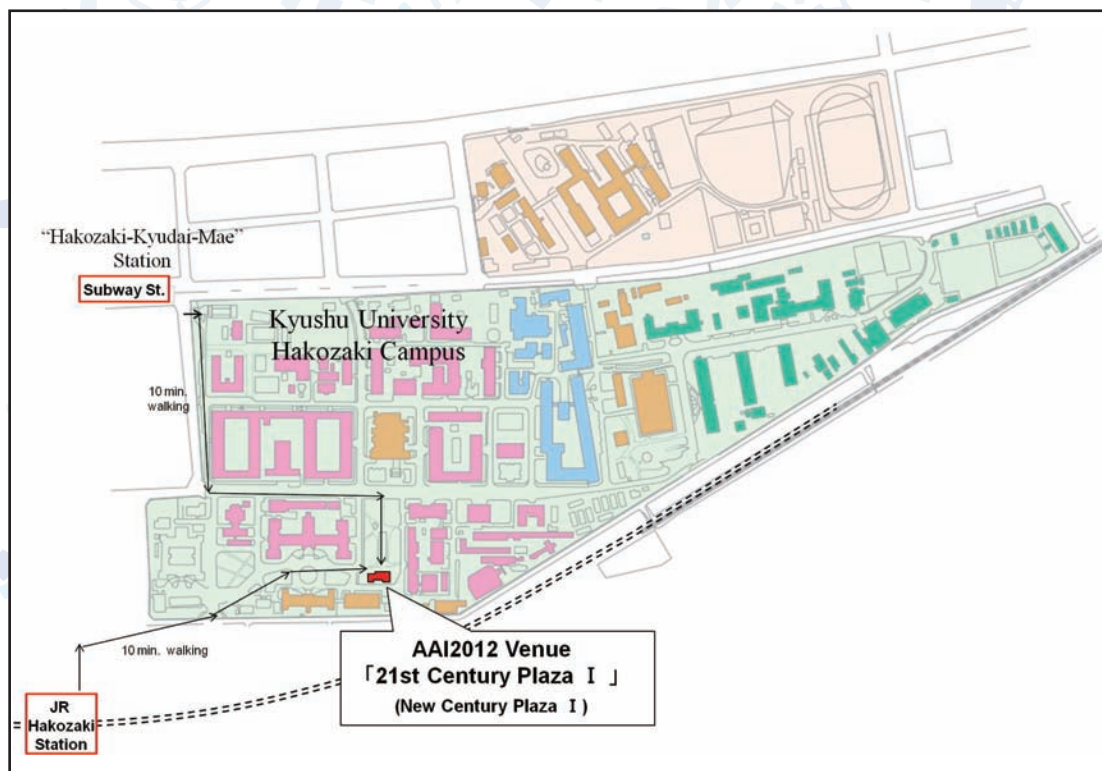 “Hakozaki-Kyudai-Mae”
Station
Subway St.
Kyushu University
Hakozaki Campus
10 min.
walking
10 min. walking
JR
Hakozaki
Station
AAI2012 Venue
「21st Century Plaza Ⅰ 」
(New Century Plaza Ⅰ)